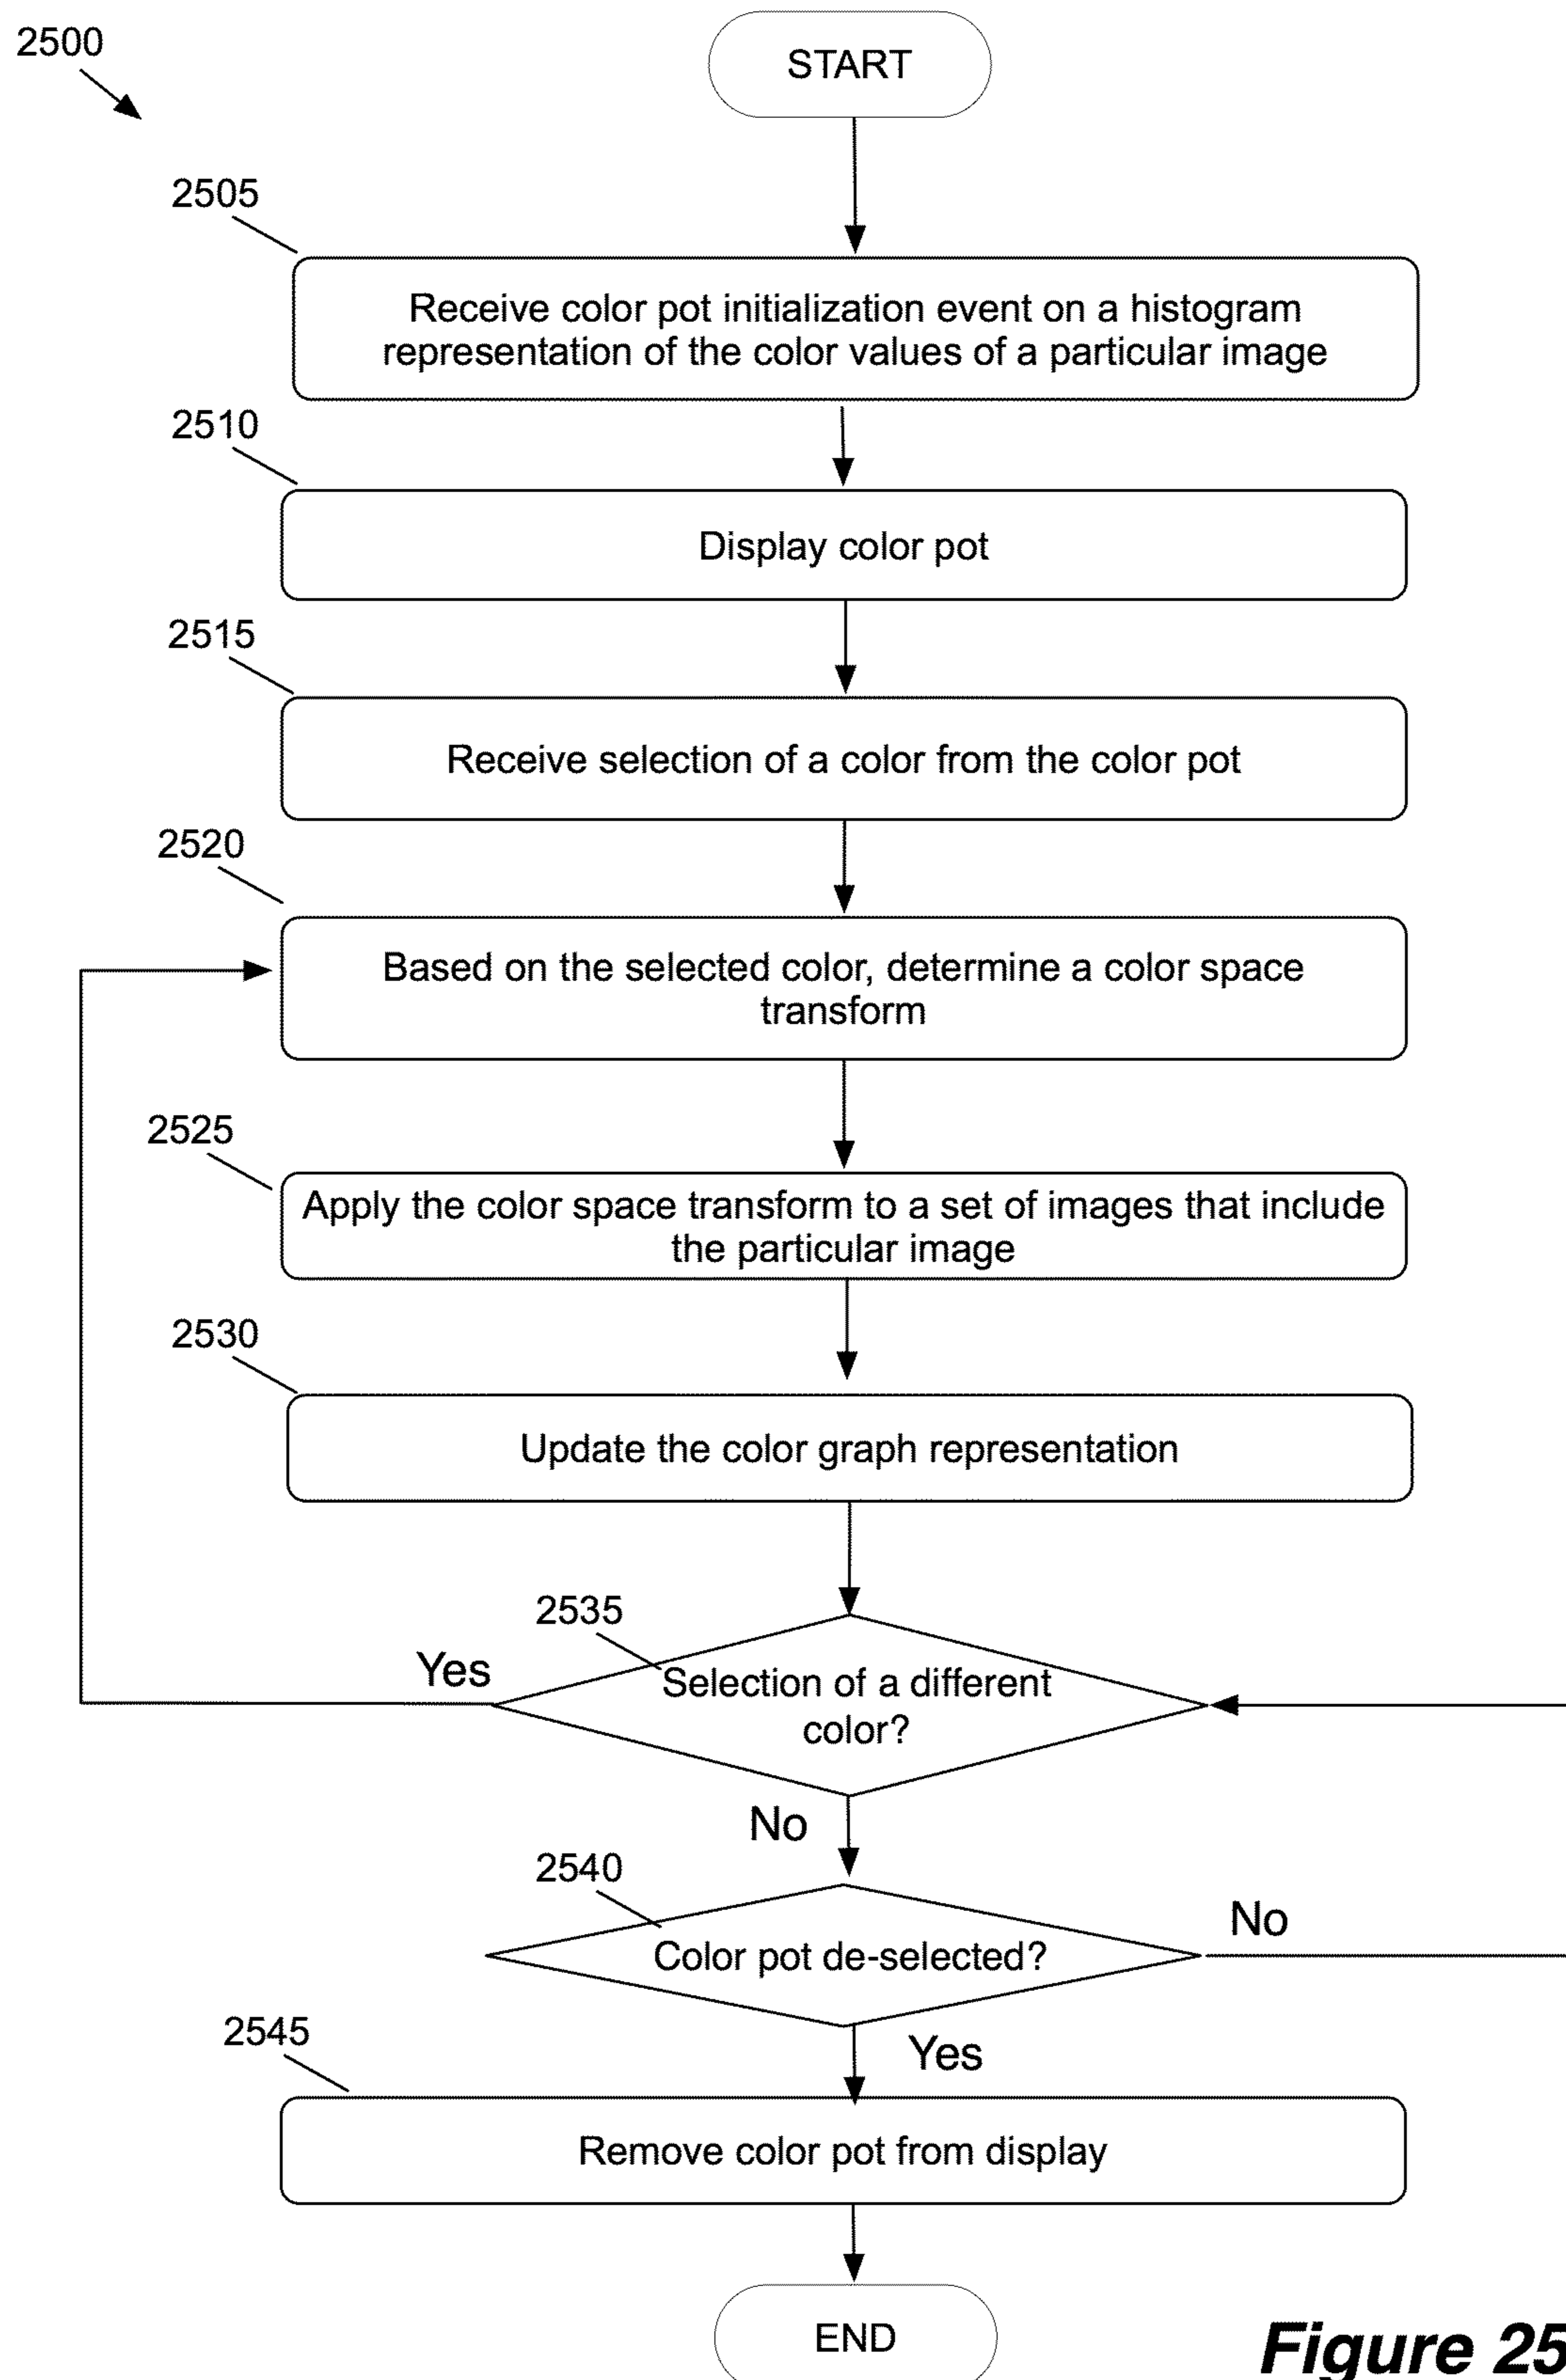 2500
START
2505
Receive color pot initialization event on a histogram
representation of the color values of a particular image
2510
Display color pot
2515
Receive selection of a color from the color pot
2520
Based on the selected color, determine a color space
transform
2525
Apply the color space transform to a set of images that include
the particular image
2530
Update the color graph representation
2535
Yes
Selection of a different
color?
No
2540
No
Color pot de-selected?
2545
Yes
Remove color pot from display
END
Figure 25